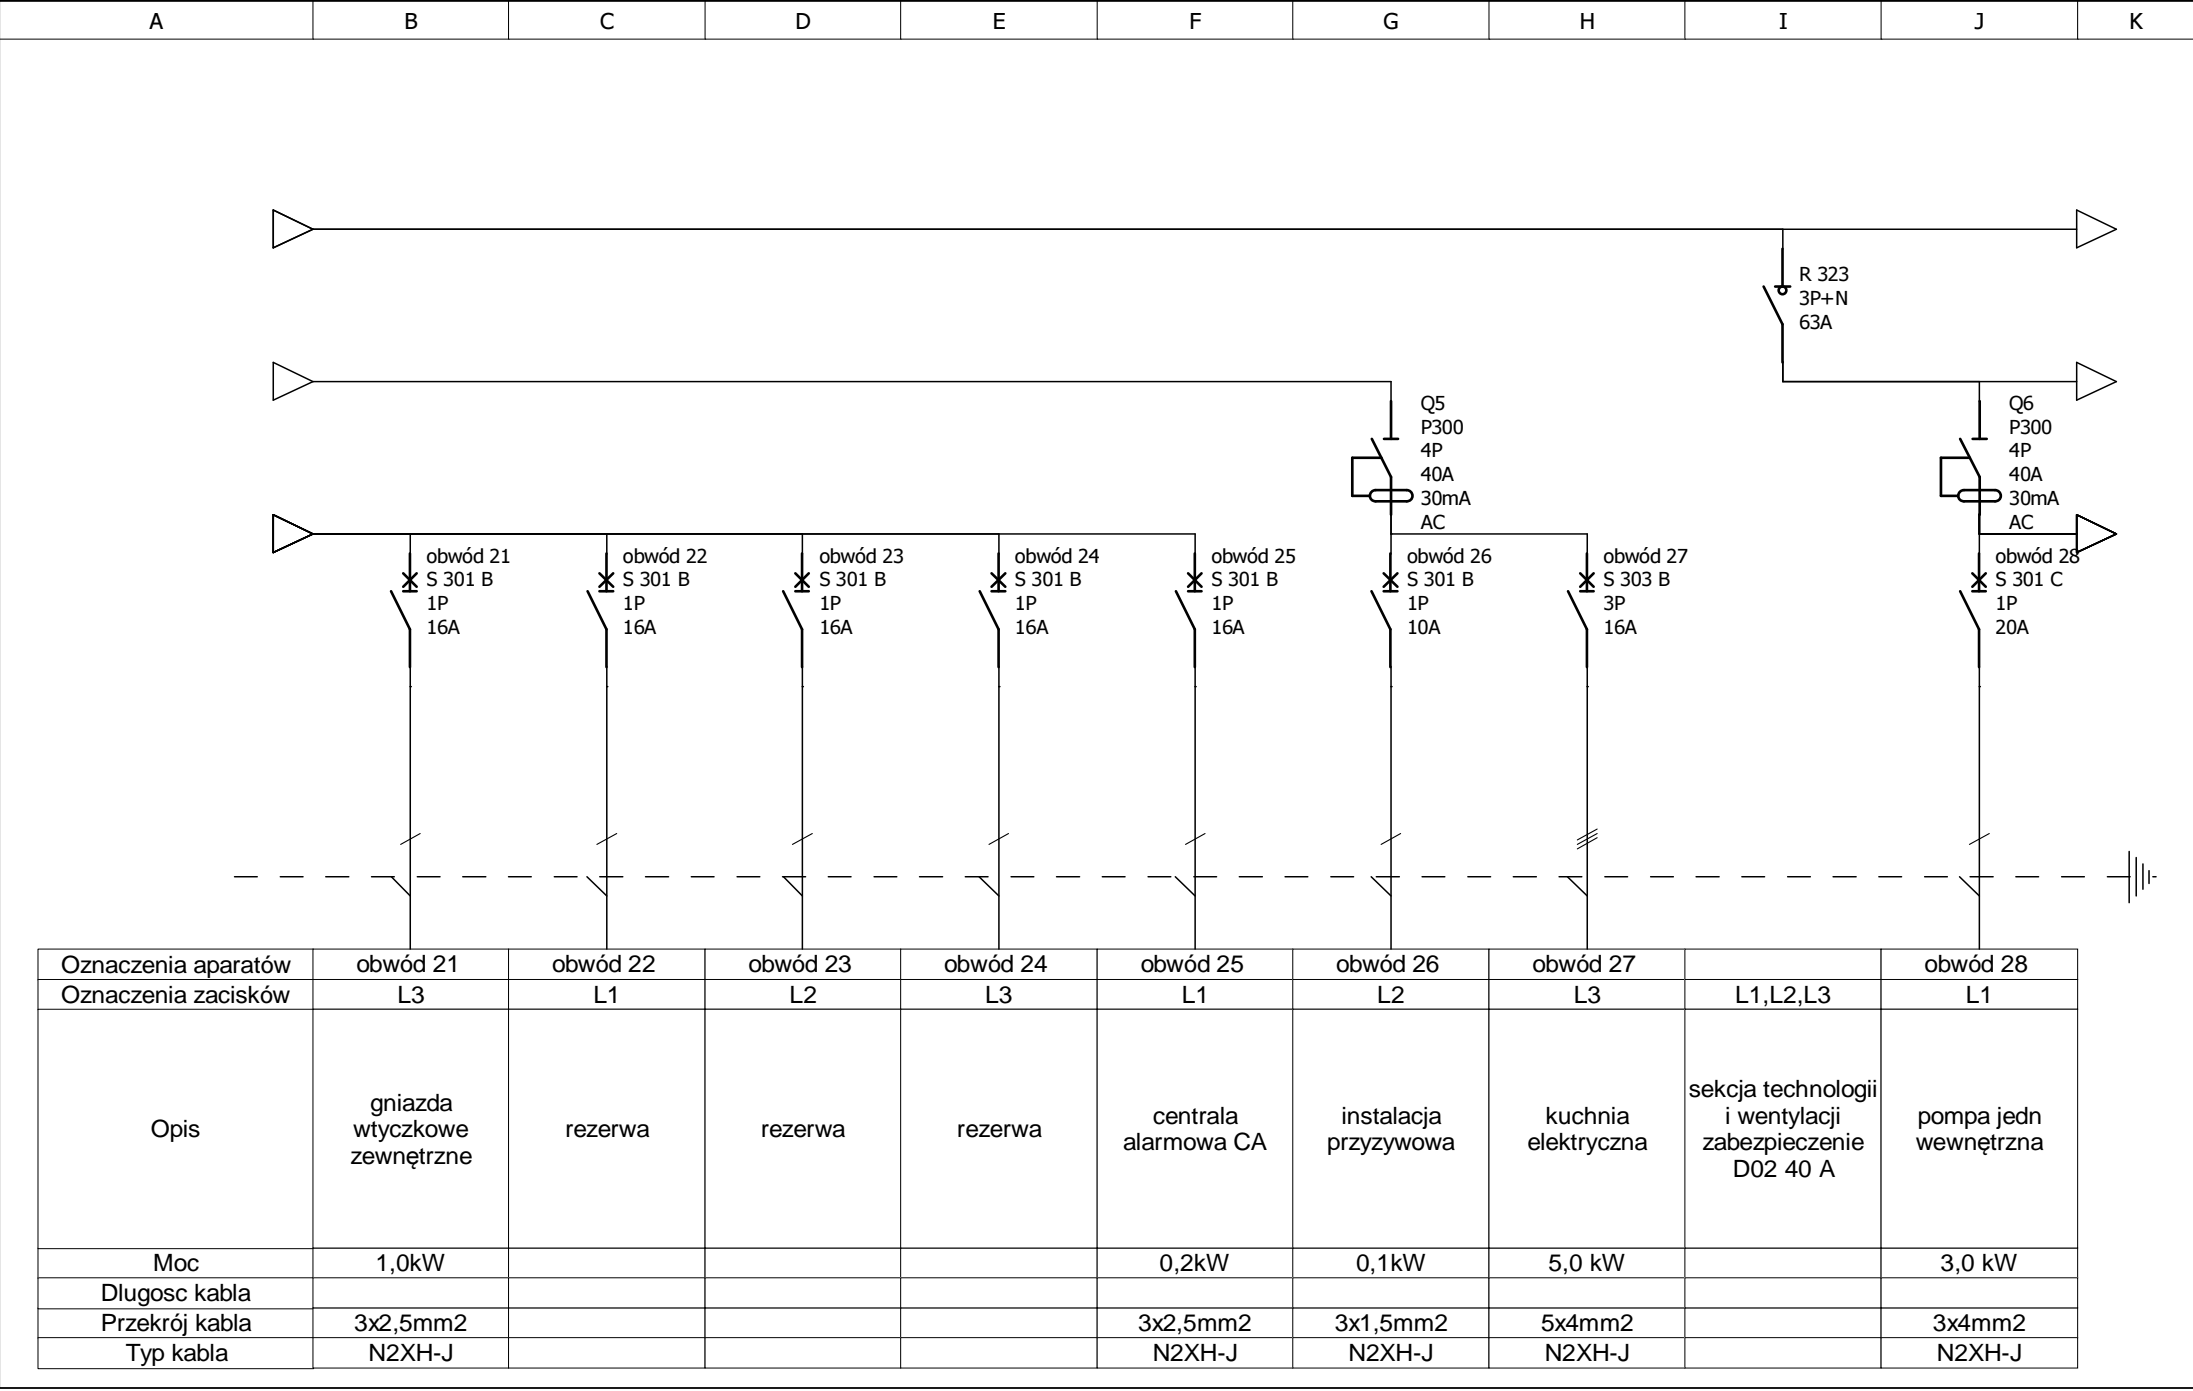 A B C D E F G H I J K
R 323
3P+N
63A
Q5
P300
4P
40A
30mA
AC
Q6
P300
4P
40A
30mA
AC
obwód 21
S 301 B
1P
16A
obwód 22
S 301 B
1P
16A
obwód 23
S 301 B
1P
16A
obwód 24
S 301 B
1P
16A
obwód 25
S 301 B
1P
16A
obwód 26
S 301 B
1P
10A
obwód 27
S 303 B
3P
16A
obwód 28
S 301 C
1P
20A
Oznaczenia aparatów obwód 21 obwód 22 obwód 23 obwód 24 obwód 25 obwód 26 obwód 27 obwód 28
Oznaczenia zacisków L3 L1 L2 L3 L1 L2 L3 L1,L2,L3 L1
Opis
gniazda
wtyczkowe
zewnętrzne
rezerwa
rezerwa
rezerwa
centrala
alarmowa CA
instalacja
przyzywowa
kuchnia
elektryczna
sekcja technologii
i wentylacji
zabezpieczenie
D02 40 A
pompa jedn
wewnętrzna
Moc 1,0kW 0,2kW 0,1kW 5,0 kW 3,0 kW
Dlugosc kabla
Przekrój kabla 3x2,5mm2 3x2,5mm2 3x1,5mm2 5x4mm2 3x4mm2
Typ kabla N2XH-J N2XH-J N2XH-J N2XH-J N2XH-J